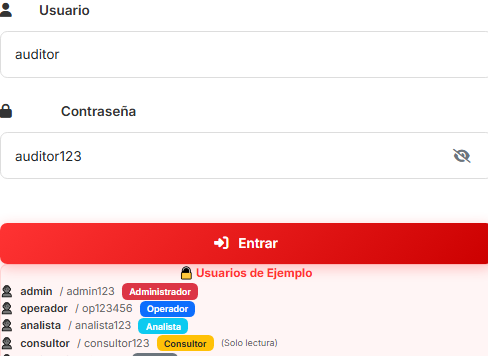 Usuario
auditor
Contraseña
auditor123
Entrar
Usuarios de Ejemplo
admin / admin123 Administrador
operador / op123456 Operador
analista / analista123 Analista
consultor / consultor123 Consultor (Solo lectura)